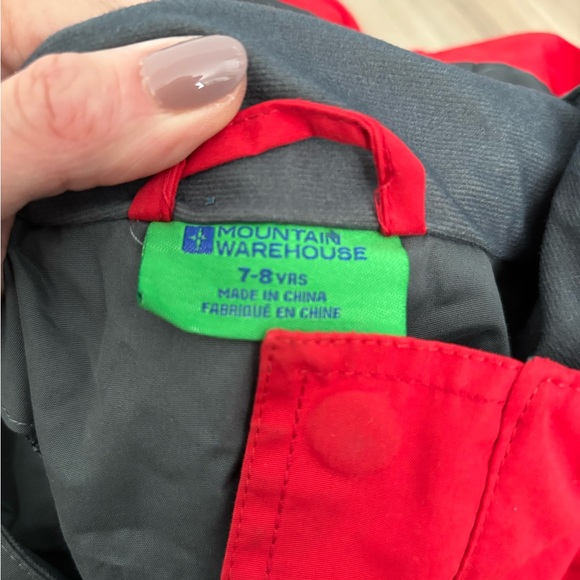 MOUNTAIN
WAREHOUSE
7-8 YRS
MADE IN CHINA
FABRIQUÉ EN CHINE